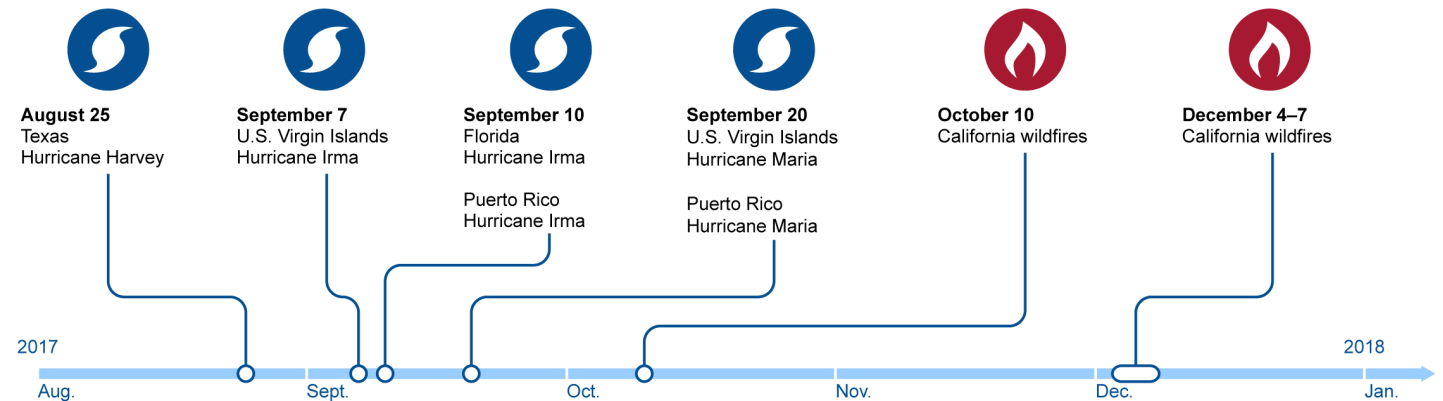 August 25
Texas
Hurricane Harvey
September 7
U.S. Virgin Islands
Hurricane Irma
September 10
Florida
Hurricane Irma
Puerto Rico
Hurricane Irma
September 20
U.S. Virgin Islands
Hurricane Maria
Puerto Rico
Hurricane Maria
October 10
California wildfires
December 4–7
California wildfires
2017
2018
Aug.
Sept.
Oct.
Nov.
Dec.
Jan.